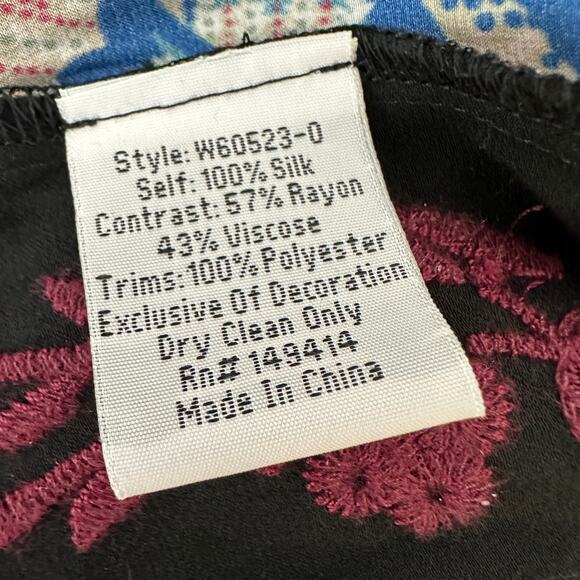 Style: W60523-0
Self: 100% Silk
Contrast: 57% Rayon
43% Viscose
Trims:100% Polyester
Exclusive Of Decoration
Dry Clean Only
Rn# 149414
Made In China